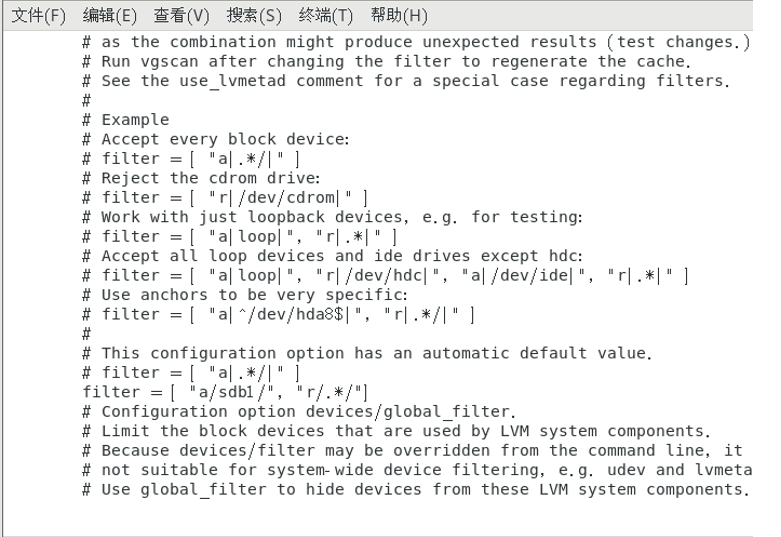 文件(F) 编辑(E) 查看(V) 搜索(S) 终端(T) 帮助(H)
# as the combination might produce unexpected results (test changes.)
# Run vgscan after changing the filter to regenerate the cache.
# See the use_lvmetad comment for a special case regarding filters.
#
# Example
# Accept every block device:
# filter = [ "a|.*/|" ]
# Reject the cdrom drive:
# filter = [ "r|/dev/cdrom|" ]
# Work with just loopback devices, e.g. for testing:
# filter = [ "a|loop|", "r|.*|" ]
# Accept all loop devices and ide drives except hdc:
# filter = [ "a|loop|", "r|/dev/hdc|", "a|/dev/ide|", "r|.*|" ]
# Use anchors to be very specific:
# filter = [ "a|^/dev/hda8$|", "r|.*/|" ]
#
# This configuration option has an automatic default value.
# filter = [ "a|.*/|" ]
filter = [ "a/sdb1/", "r/.*/"]
# Configuration option devices/global_filter.
# Limit the block devices that are used by LVM system components.
# Because devices/filter may be overridden from the command line, it
# not suitable for system-wide device filtering, e.g. udev and lvmeta
# Use global_filter to hide devices from these LVM system components.